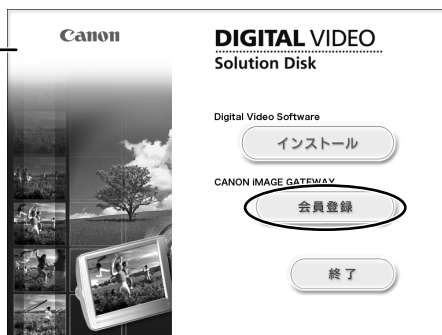 Canon
DIGITAL VIDEO
Solution Disk
Digital Video Software
インストール
CANON iMAGE GATEWAY
会員登録
終了